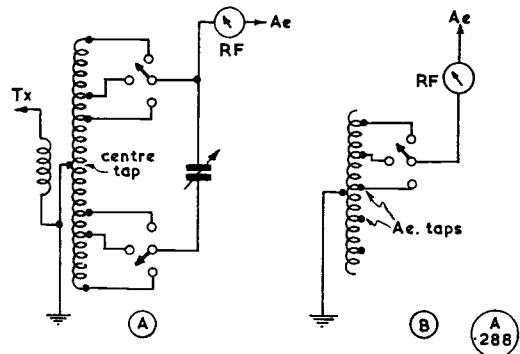 Ae
RF
Tx
centre
tap
A
Ae
RF
Ae. taps
B
A
.288